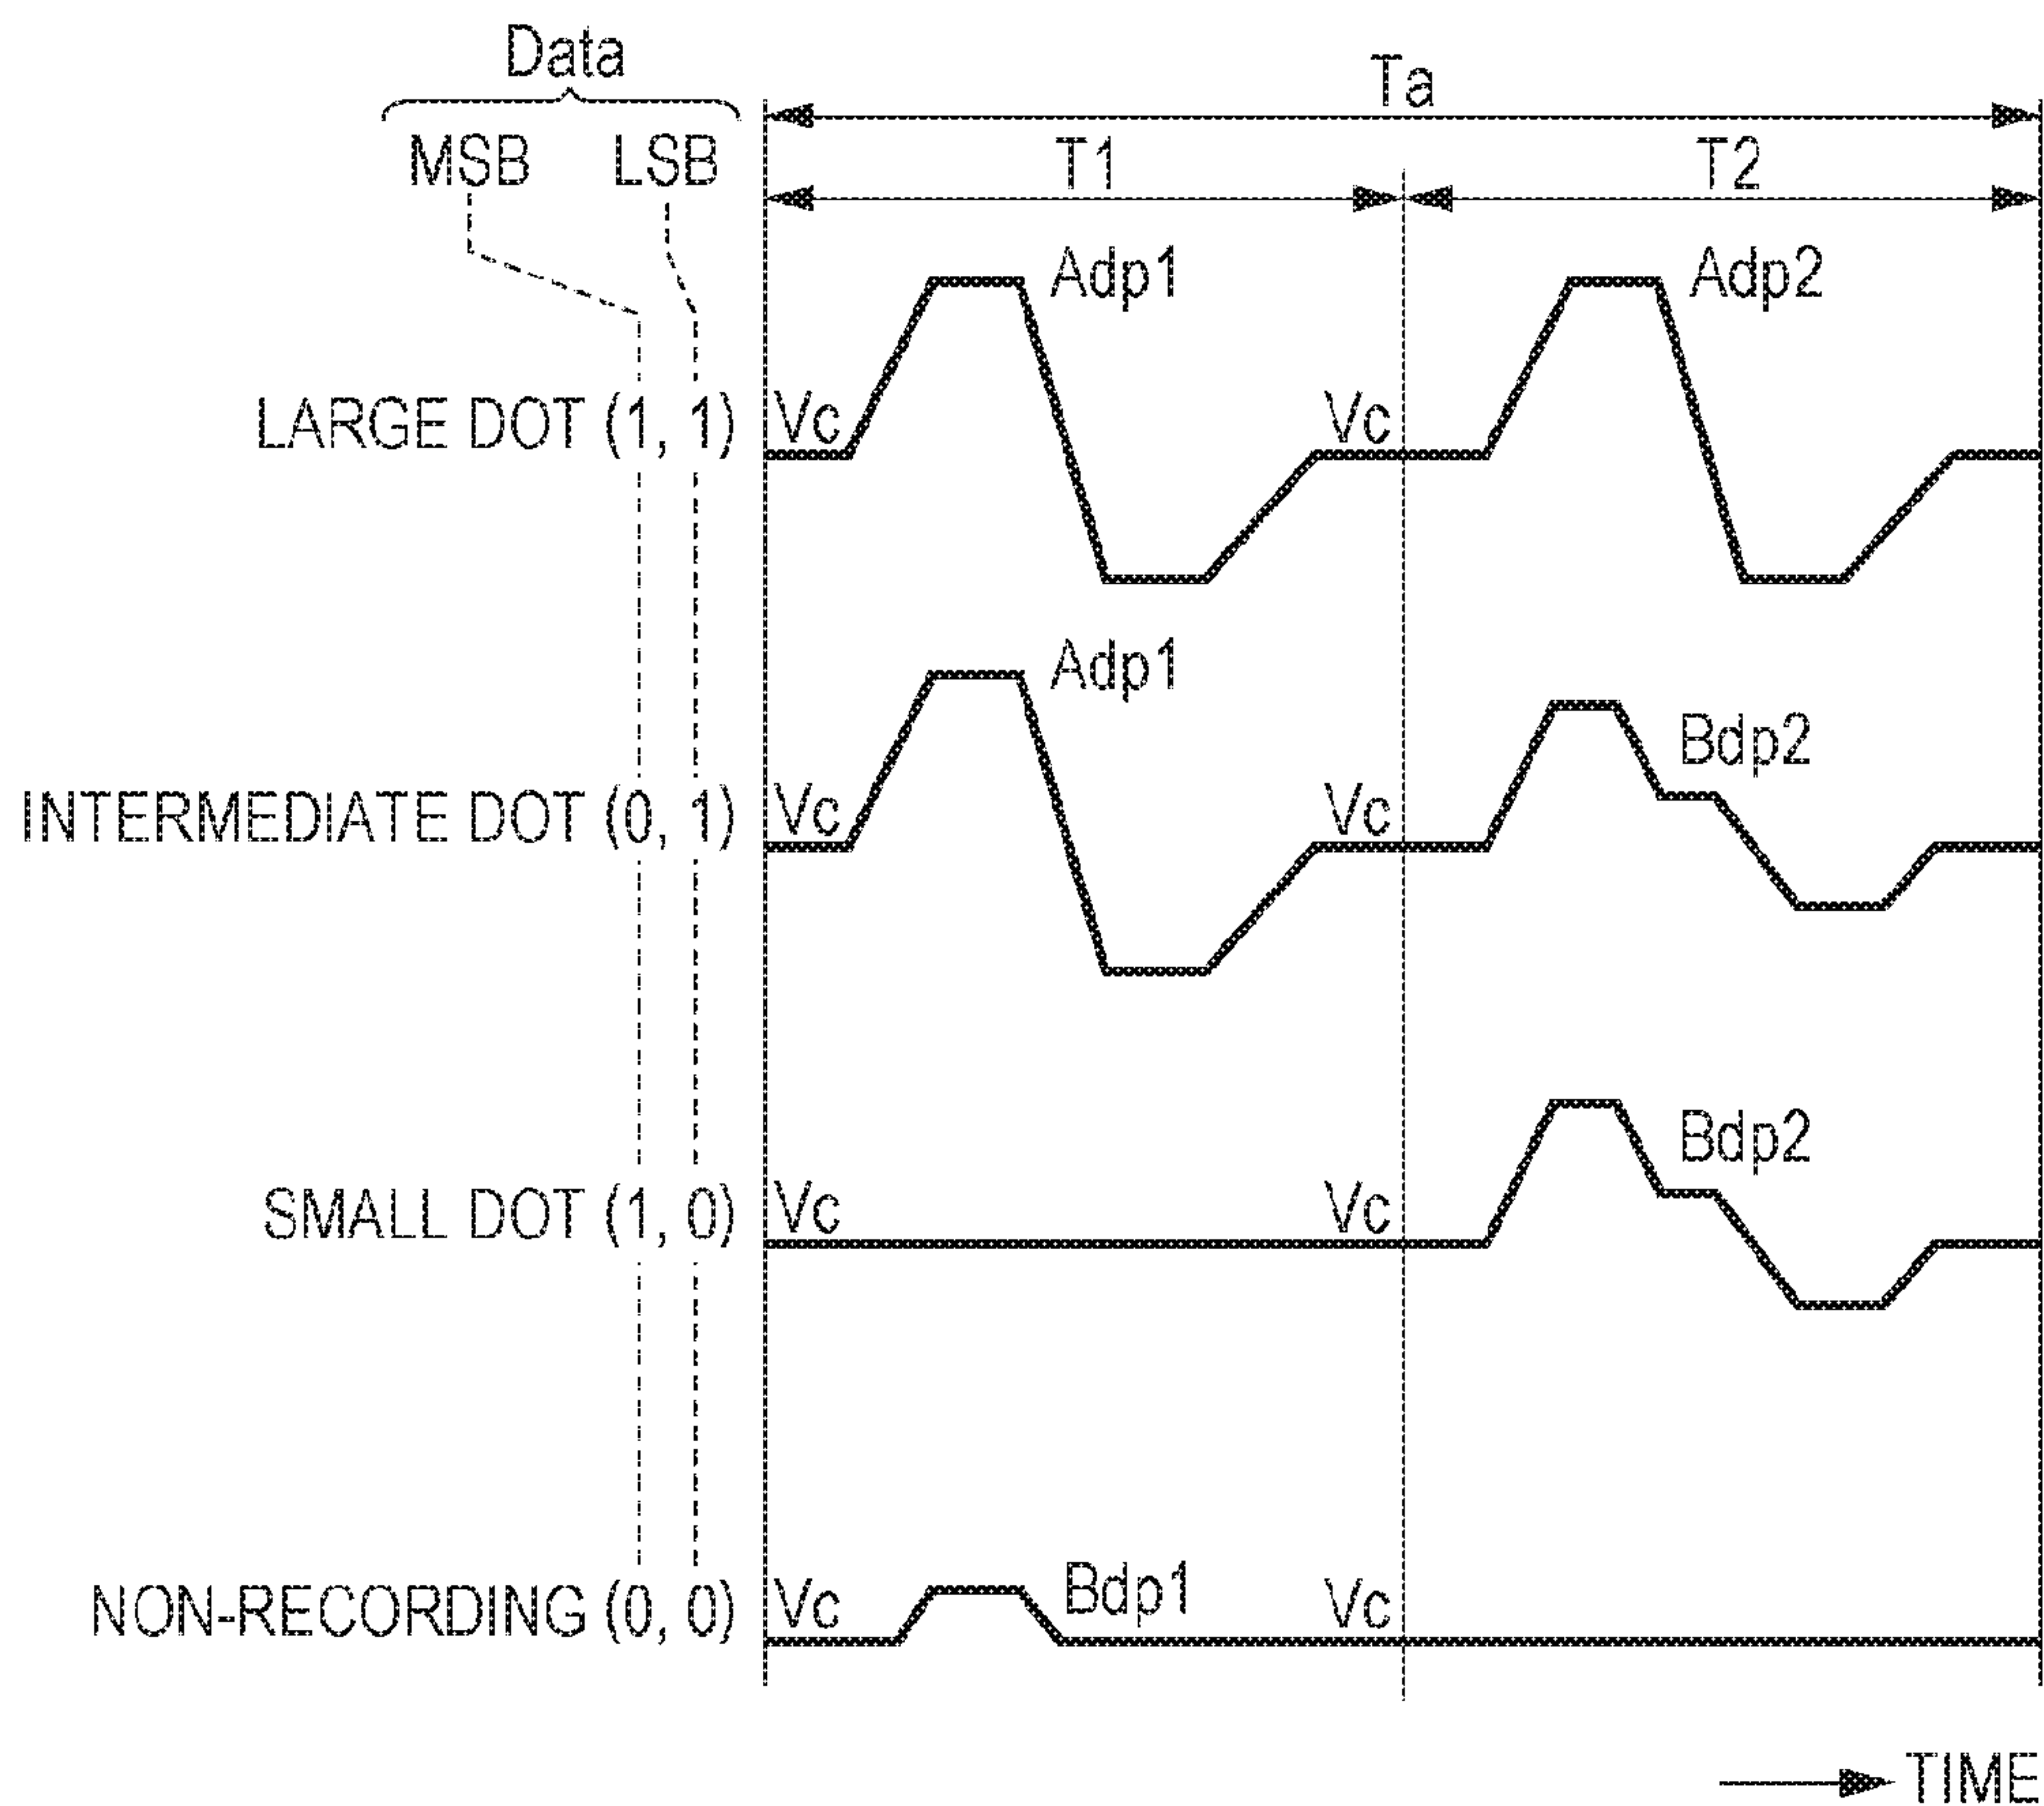 Data
MSB LSB
Ta
T1 T2
Adp1 Adp2
LARGE DOT (1, 1) Vc Vc
Adp1
Bdp2
INTERMEDIATE DOT (0, 1) Vc Vc
Bdp2
SMALL DOT (1, 0) Vc Vc
Bdp1
NON-RECORDING (0, 0) Vc Vc
TIME